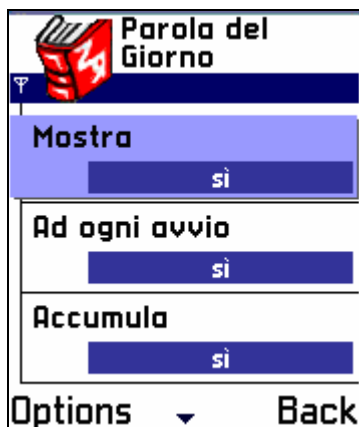 Parola del
Giorno
Mostra
sì
Ad ogni avvio
sì
Accumula
sì
Options
Back